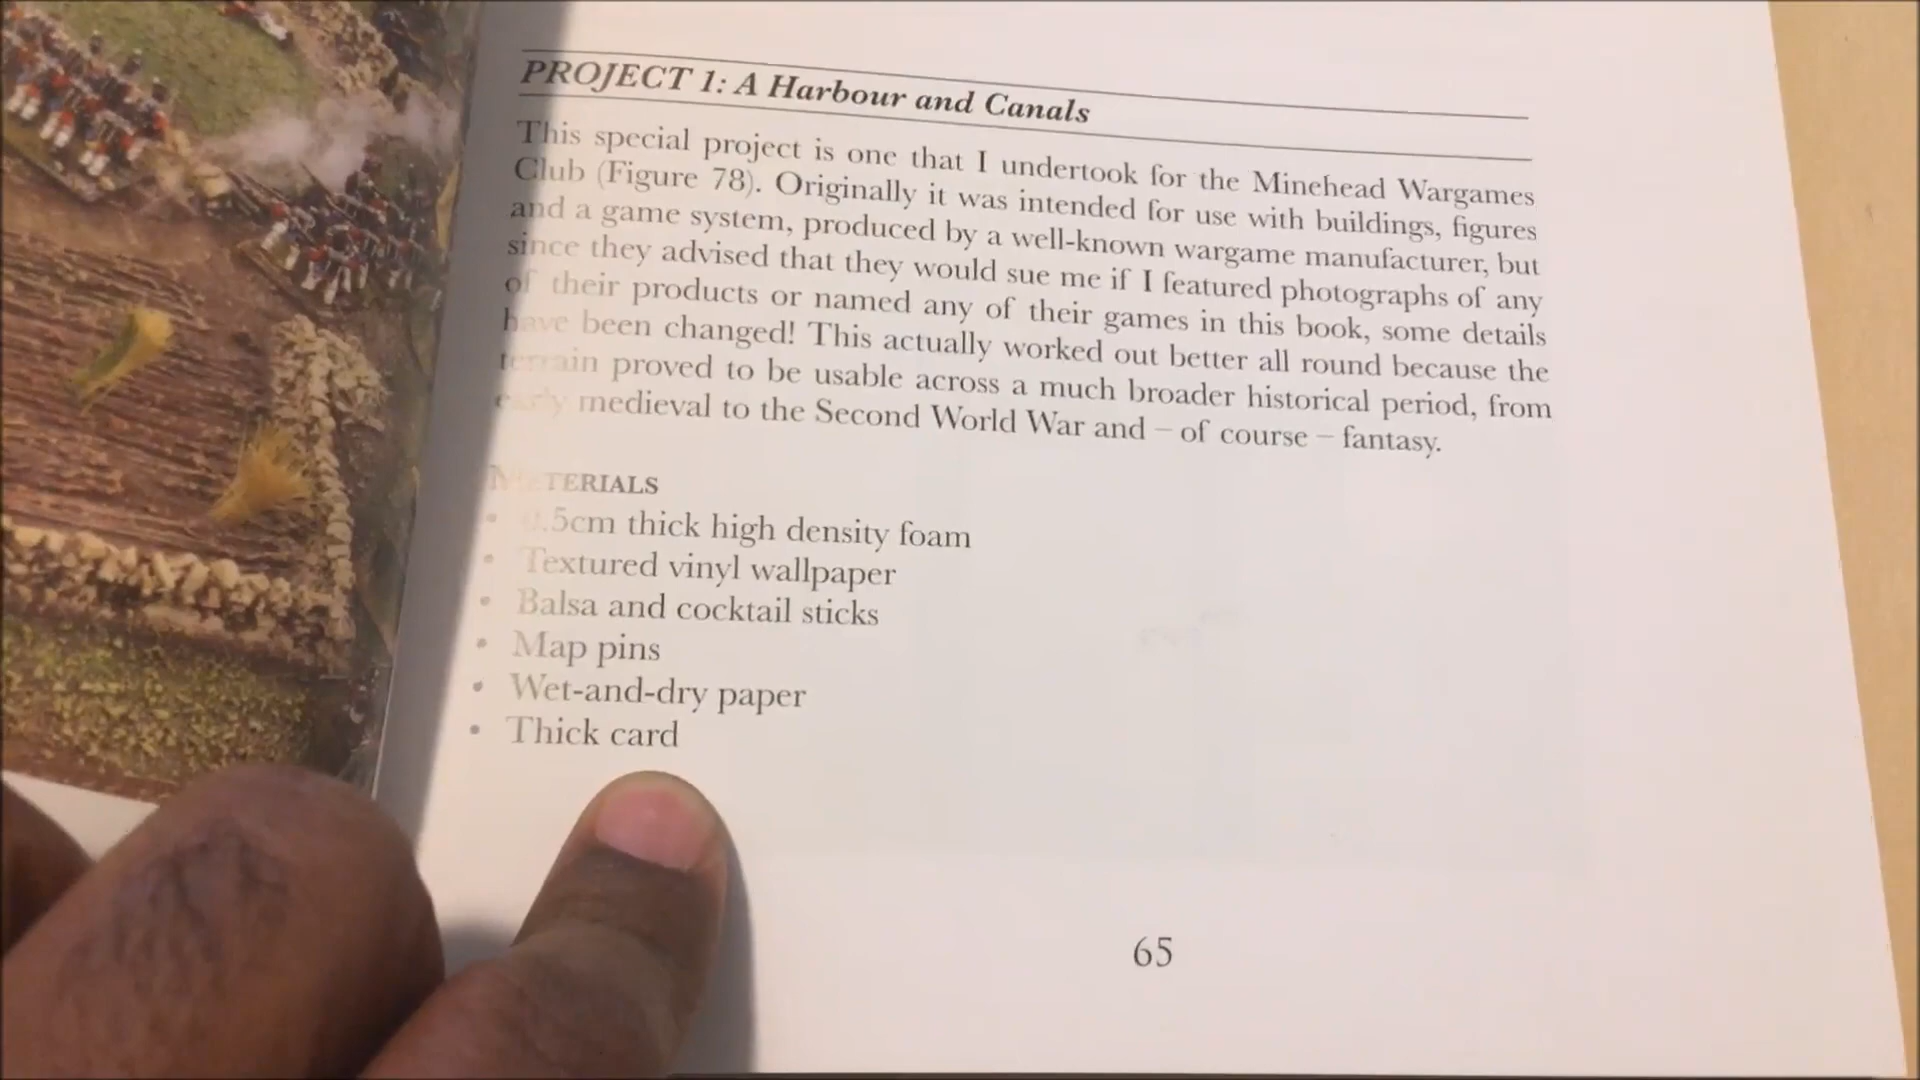 PROJECT 1: A Harbour and Canals
This special project is one that I undertook for the Minehead Wargames
Club (Figure 78). Originally it was intended for use with buildings, figures
and a game system, produced by a well-known wargame manufacturer, but
since they advised that they would sue me if I featured photographs of any
of their products or named any of their games in this book, some details
have been changed! This actually worked out better all round because the
terrain proved to be usable across a much broader historical period, from
early medieval to the Second World War and – of course – fantasy.
MATERIALS
• thick high density foam
• Textured vinyl wallpaper
• Balsa and cocktail sticks
• Map pins
• Wet-and-dry paper
• Thick card
65